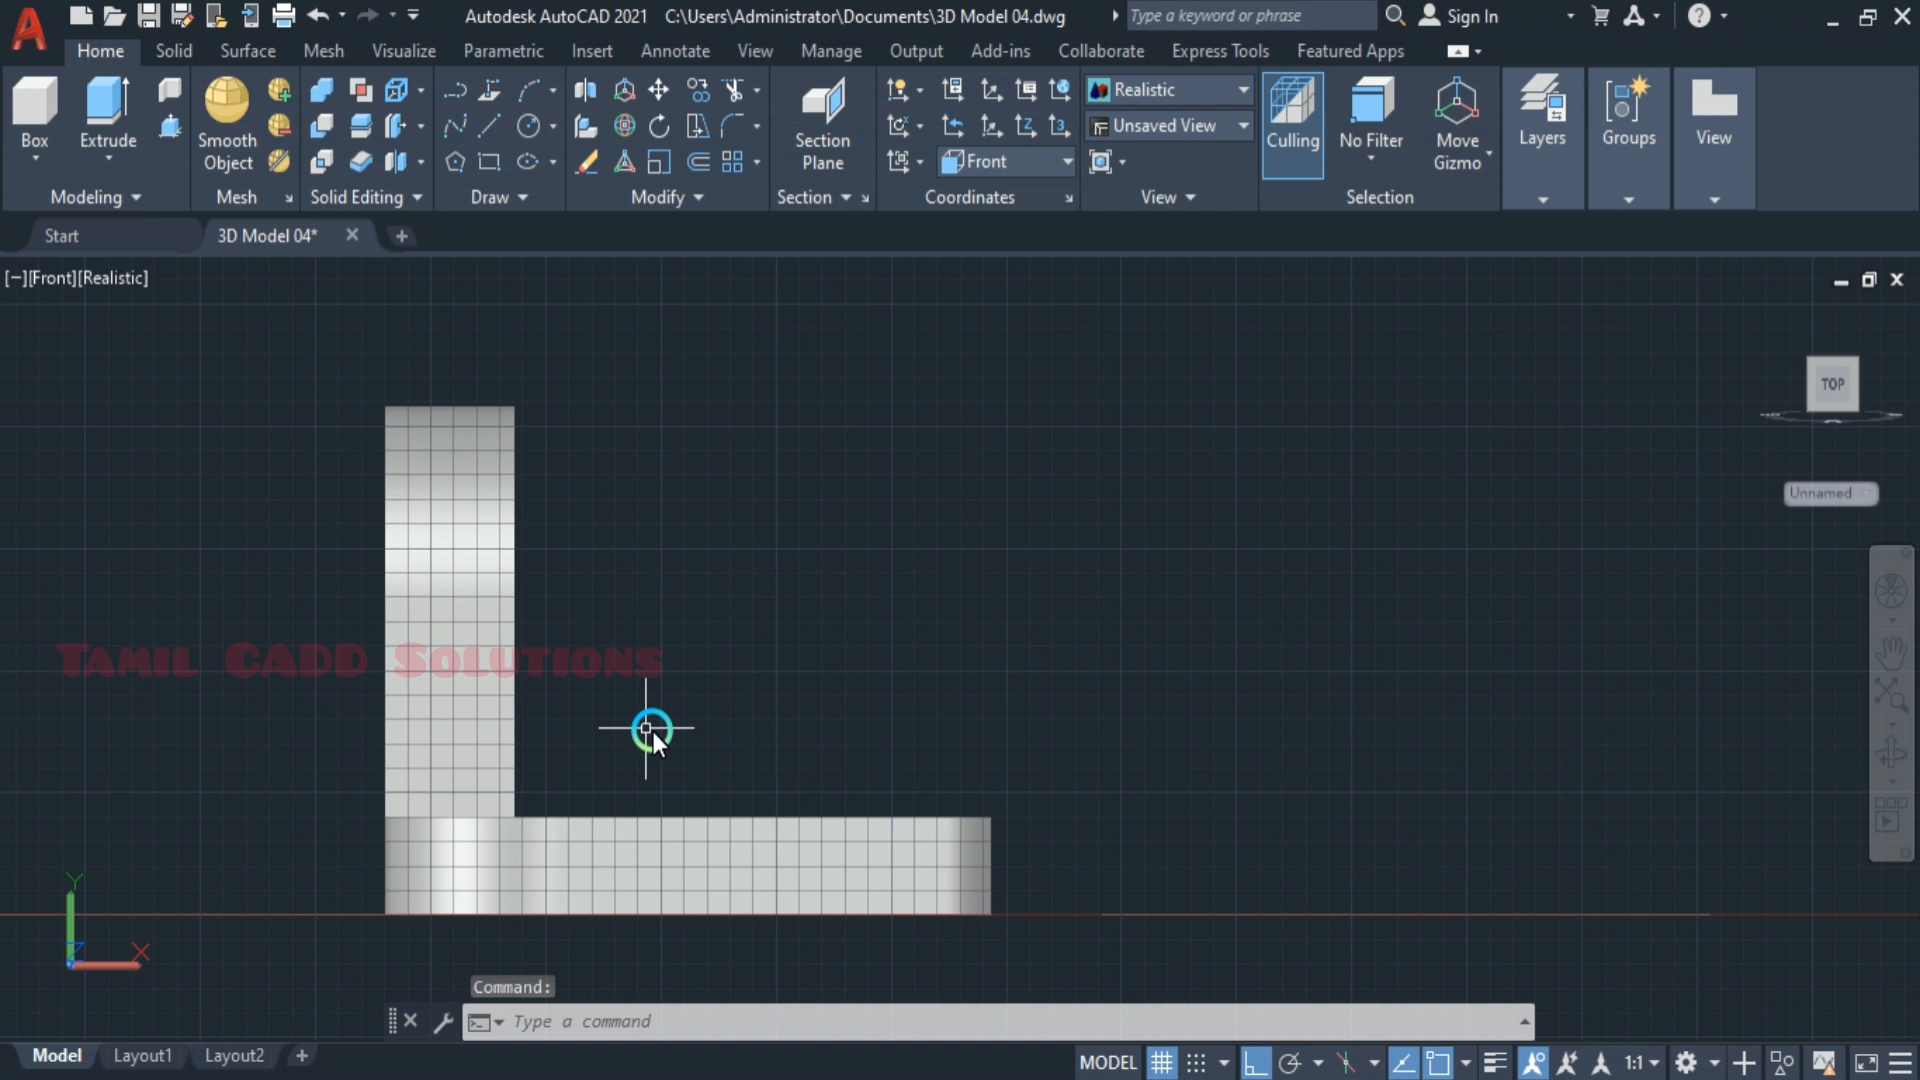 Autodesk AutoCAD 2021 C:\Users\Administrator\Documents\3D Model 04.dwg Type a keyword or phrase Sign In
Home Solid Surface Mesh Visualize Parametric Insert Annotate View Manage Output Add-ins Collaborate Express Tools Featured Apps
Box Extrude Smooth Object Section Plane Realistic Culling No Filter Move Gizmo Layers Groups View
Unsaved View
Front
Modeling Mesh Solid Editing Draw Modify Section Coordinates View Selection
Start 3D Model 04*
[−][Front][Realistic]
TOP
Unnamed
TAMIL CADD SOLUTIONS
Y
Z
X
Command:
Type a command
Model Layout1 Layout2 MODEL 1:1